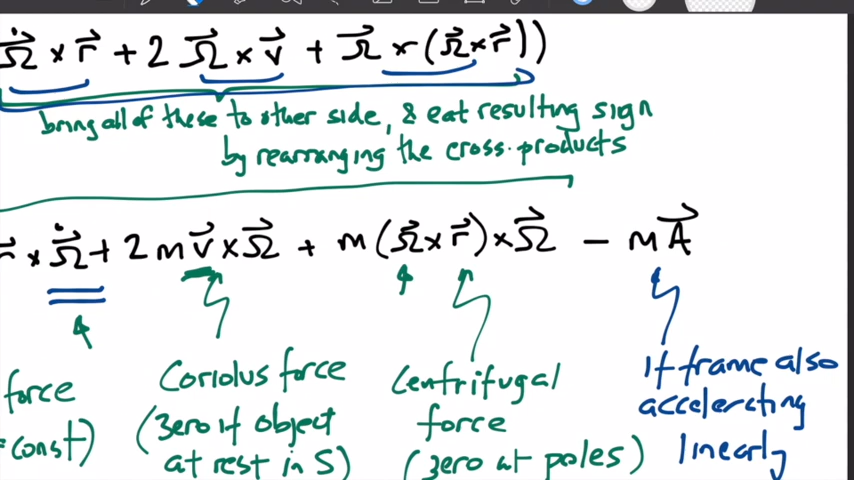 Ω̇ × r⃗ + 2 Ω⃗ × v⃗ + Ω⃗ × (Ω⃗ × r⃗))
bring all of these to other side, & eat resulting sign
by rearranging the cross-products
× Ω⃗̇ + 2 m v⃗ × Ω⃗ + m (Ω⃗ × r⃗) × Ω⃗ − m A⃗
force
= const)
Coriolus force
(zero if object
at rest in S)
Centrifugal
force
(zero at poles)
If frame also
accelerating
linearly